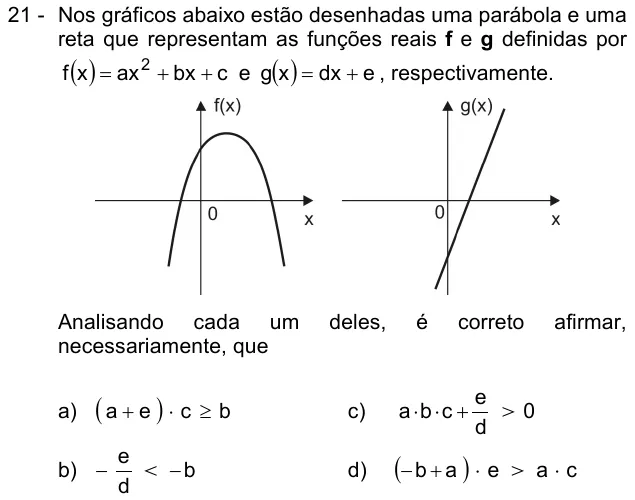 21 - Nos gráficos abaixo estão desenhadas uma parábola e uma
reta que representam as funções reais f e g definidas por
f(x) = ax² + bx + c e g(x) = dx + e , respectivamente.
f(x) g(x)
0 x 0 x
Analisando cada um deles, é correto afirmar,
necessariamente, que
a) (a + e) · c ≥ b c) a·b·c + e/d > 0
b) − e/d < −b d) (−b + a) · e > a · c